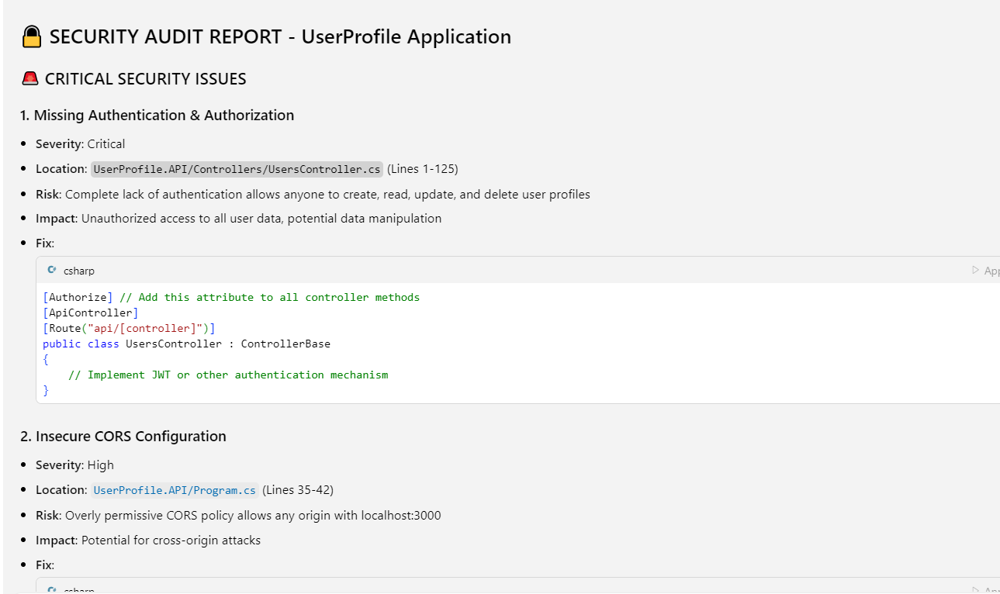 🔒 SECURITY AUDIT REPORT - UserProfile Application
🚨 CRITICAL SECURITY ISSUES
1. Missing Authentication & Authorization
• Severity: Critical
• Location: UserProfile.API/Controllers/UsersController.cs (Lines 1-125)
• Risk: Complete lack of authentication allows anyone to create, read, update, and delete user profiles
• Impact: Unauthorized access to all user data, potential data manipulation
• Fix:
C# csharp
[Authorize] // Add this attribute to all controller methods
[ApiController]
[Route("api/[controller]")]
public class UsersController : ControllerBase
{
    // Implement JWT or other authentication mechanism
}
2. Insecure CORS Configuration
• Severity: High
• Location: UserProfile.API/Program.cs (Lines 35-42)
• Risk: Overly permissive CORS policy allows any origin with localhost:3000
• Impact: Potential for cross-origin attacks
• Fix:
csharp